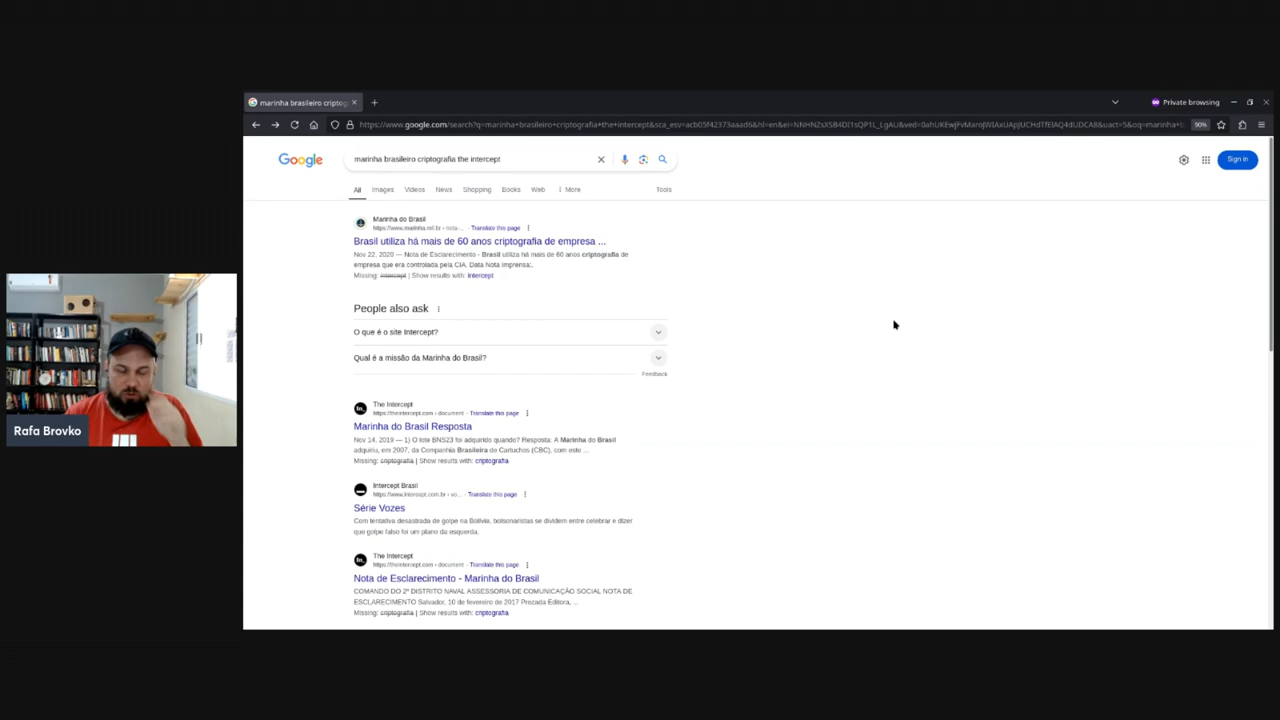 marinha brasileiro criptog
Private browsing
90%
Google
marinha brasileiro criptografia the intercept
Sign in
All Images Videos News Shopping Books Web More Tools
Marinha do Brasil
https://www.marinha.mil.br › nota-... · Translate this page
Brasil utiliza há mais de 60 anos criptografia de empresa ...
Nov 22, 2020 — Nota de Esclarecimento - Brasil utiliza há mais de 60 anos criptografia de
empresa que era controlada pela CIA. Data Nota Imprensa:.
Missing: intercept | Show results with: intercept
People also ask
O que é o site Intercept?
Qual é a missão da Marinha do Brasil?
Feedback
The Intercept
https://theintercept.com › document · Translate this page
Marinha do Brasil Resposta
Nov 14, 2019 — 1) O lote BNS23 foi adquirido quando? Resposta: A Marinha do Brasil
adquiriu, em 2007, da Companhia Brasileira de Cartuchos (CBC), com este ...
Missing: criptografia | Show results with: criptografia
Intercept Brasil
https://www.intercept.com.br › vo... · Translate this page
Série Vozes
Com tentativa desastrada de golpe na Bolívia, bolsonaristas se dividem entre celebrar e dizer
que golpe falso foi um plano da esquerda.
The Intercept
https://theintercept.com › document · Translate this page
Nota de Esclarecimento - Marinha do Brasil
COMANDO DO 2º DISTRITO NAVAL ASSESSORIA DE COMUNICAÇÃO SOCIAL NOTA DE
ESCLARECIMENTO Salvador, 10 de fevereiro de 2017 Prezada Editora, ...
Missing: criptografia | Show results with: criptografia
Rafa Brovko